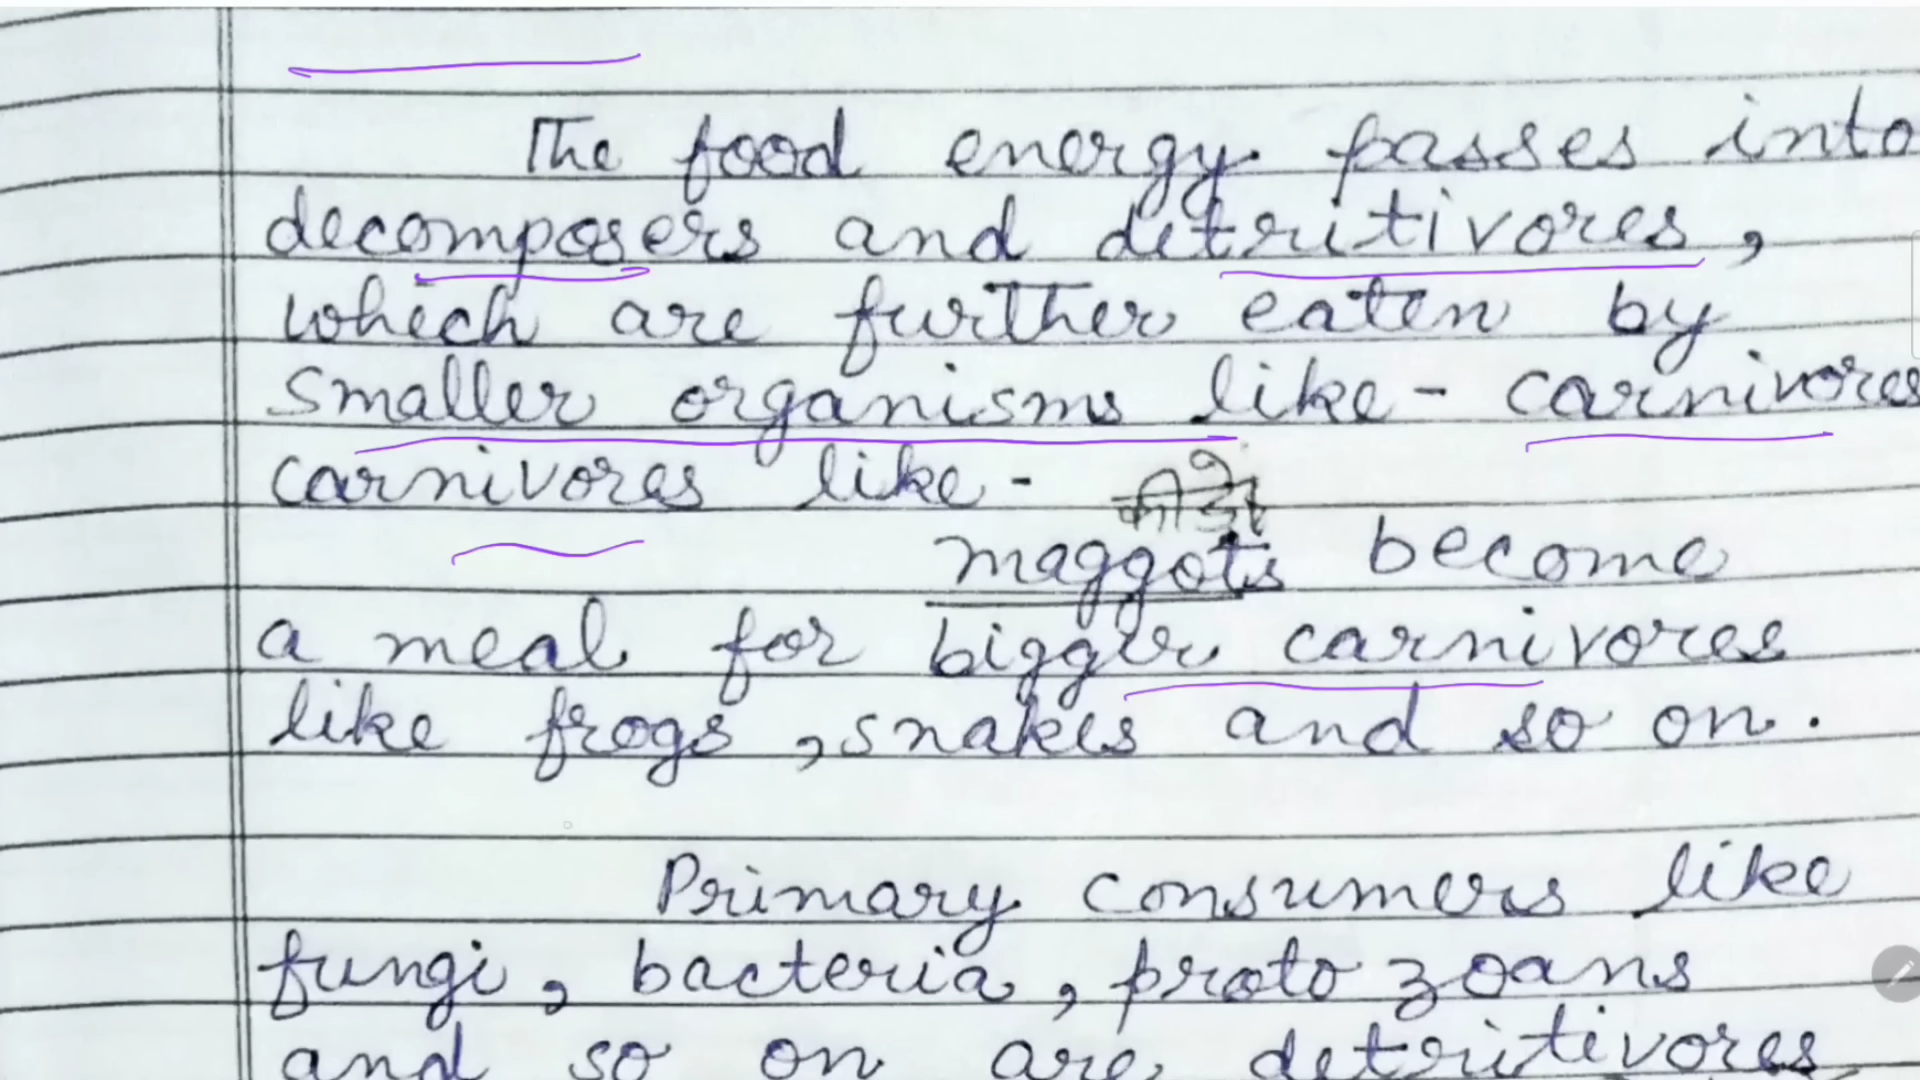 The food energy passes into
decomposers and detritivores,
which are further eaten by
smaller organisms like - carnivores
carnivores like -
कीड़े
maggots become
a meal for bigger carnivores
like frogs, snakes and so on.
Primary consumers like
fungi, bacteria, proto zoans
and so on are detritivores